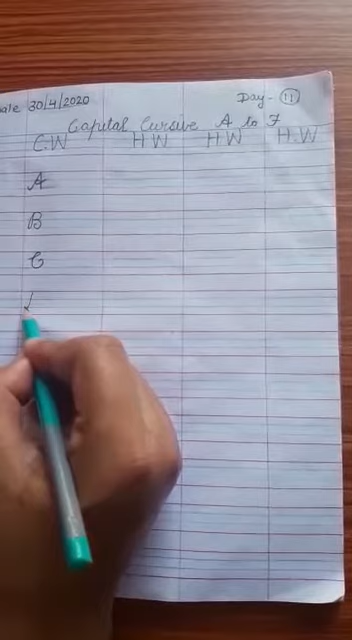 ate 30/4/2020 Day - 11
Capital Cursive A to F
C.W H W H W H.W
A
B
C